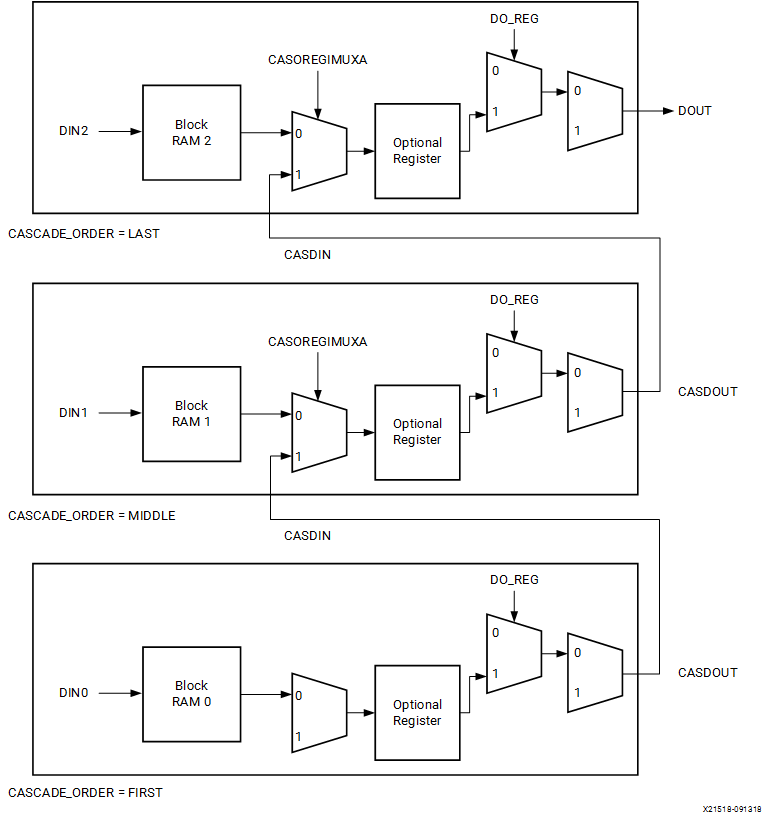 DO_REG
CASOREGIMUXA
0
DIN2
Block
RAM 2
0
1
Optional
Register
1
0
1
DOUT
CASCADE_ORDER = LAST
CASDIN
DO_REG
CASOREGIMUXA
0
DIN1
Block
RAM 1
0
1
Optional
Register
1
0
1
CASDOUT
CASCADE_ORDER = MIDDLE
CASDIN
DO_REG
0
DIN0
Block
RAM 0
0
1
Optional
Register
1
0
1
CASDOUT
CASCADE_ORDER = FIRST
X21518-091318